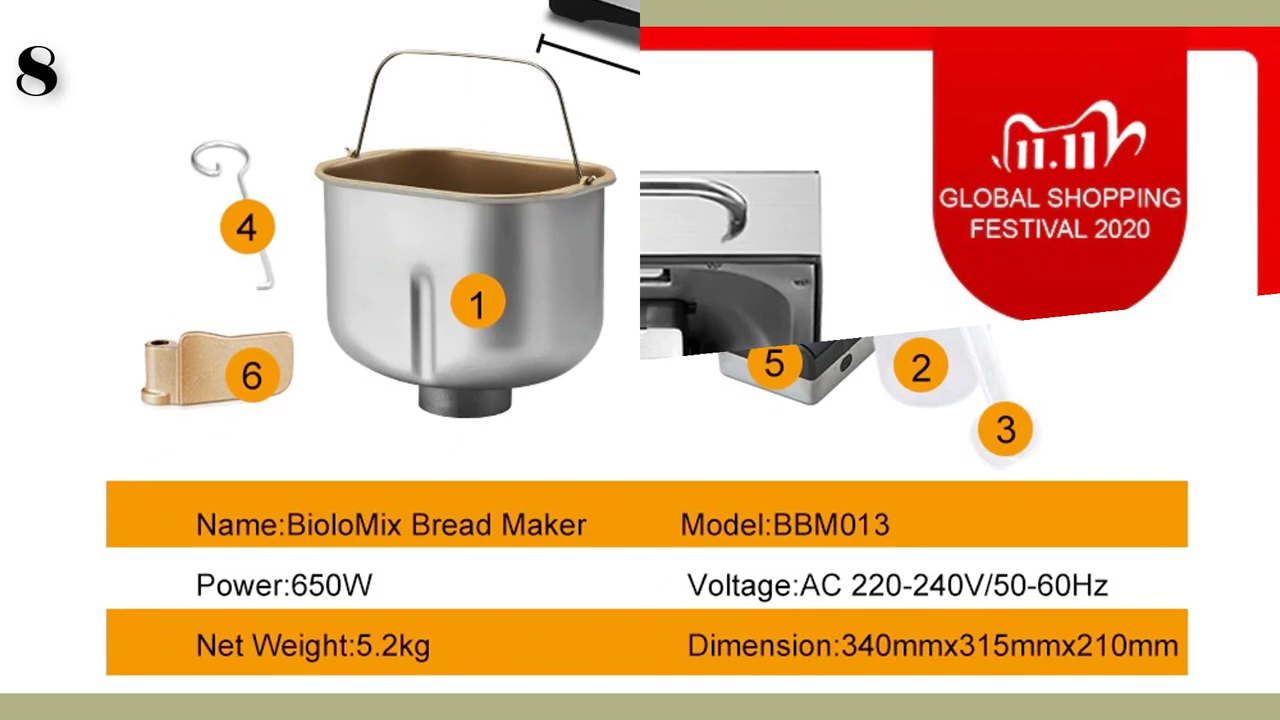 8
11.11
GLOBAL SHOPPING
FESTIVAL 2020
4
1
6
5
2
3
Name:BioloMix Bread Maker
Model:BBM013
Power:650W
Voltage:AC 220-240V/50-60Hz
Net Weight:5.2kg
Dimension:340mmx315mmx210mm